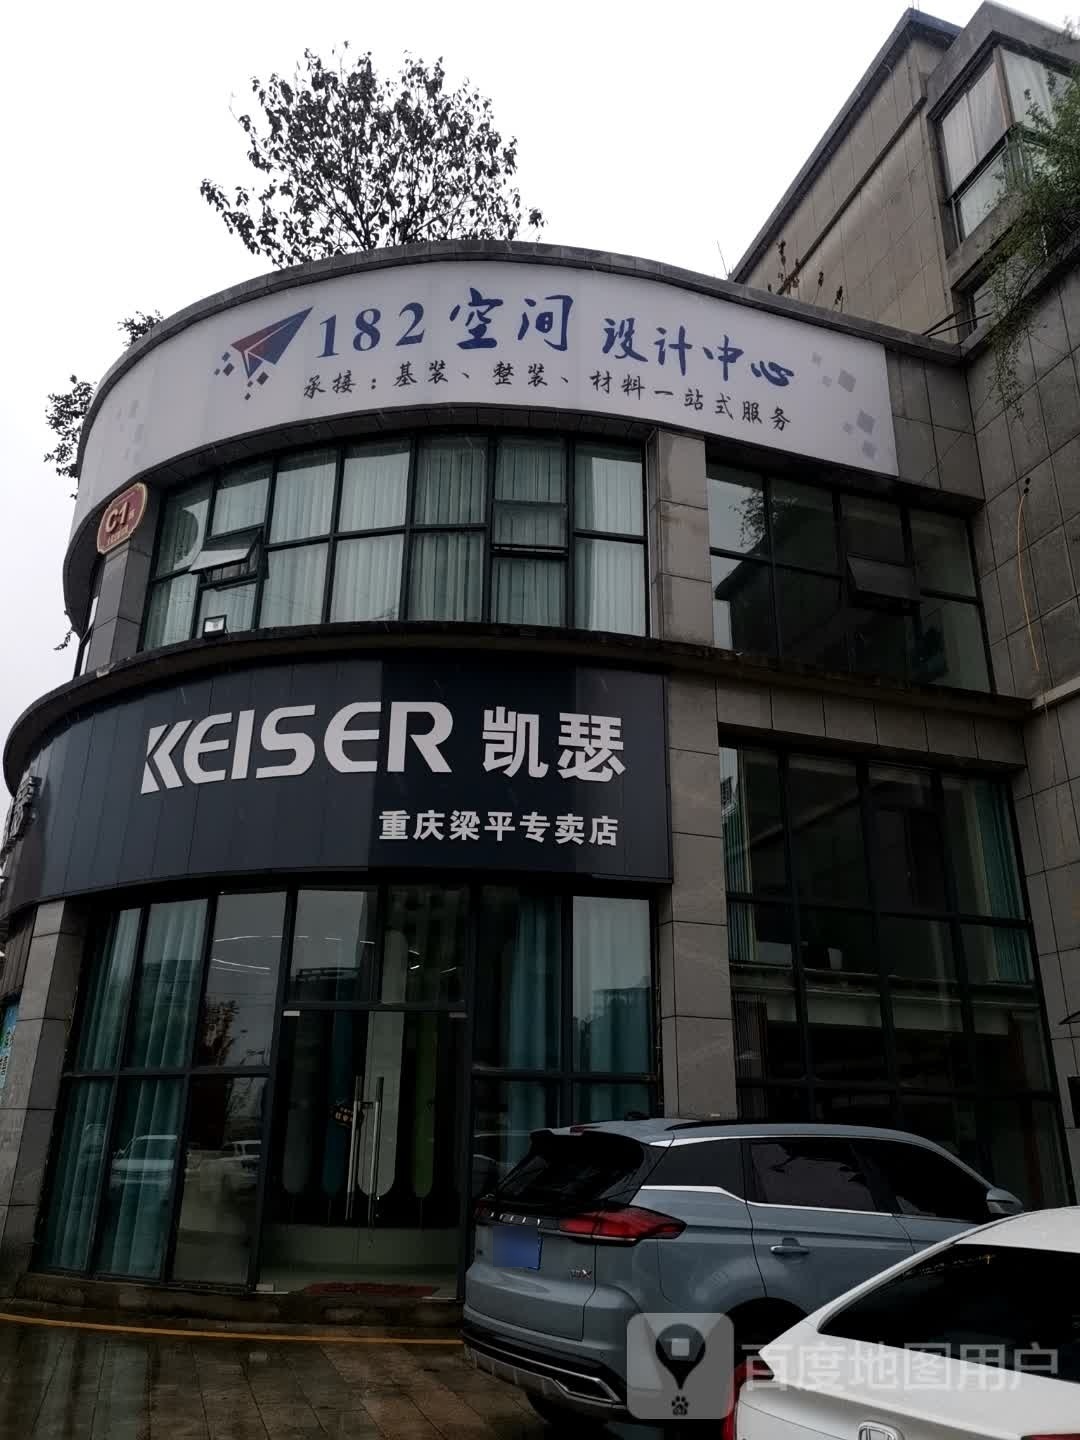 182空间 设计中心
承接：基装、整装、材料一站式服务
C1
KEISER 凯瑟
重庆梁平专卖店
GEELY
百度地图用户